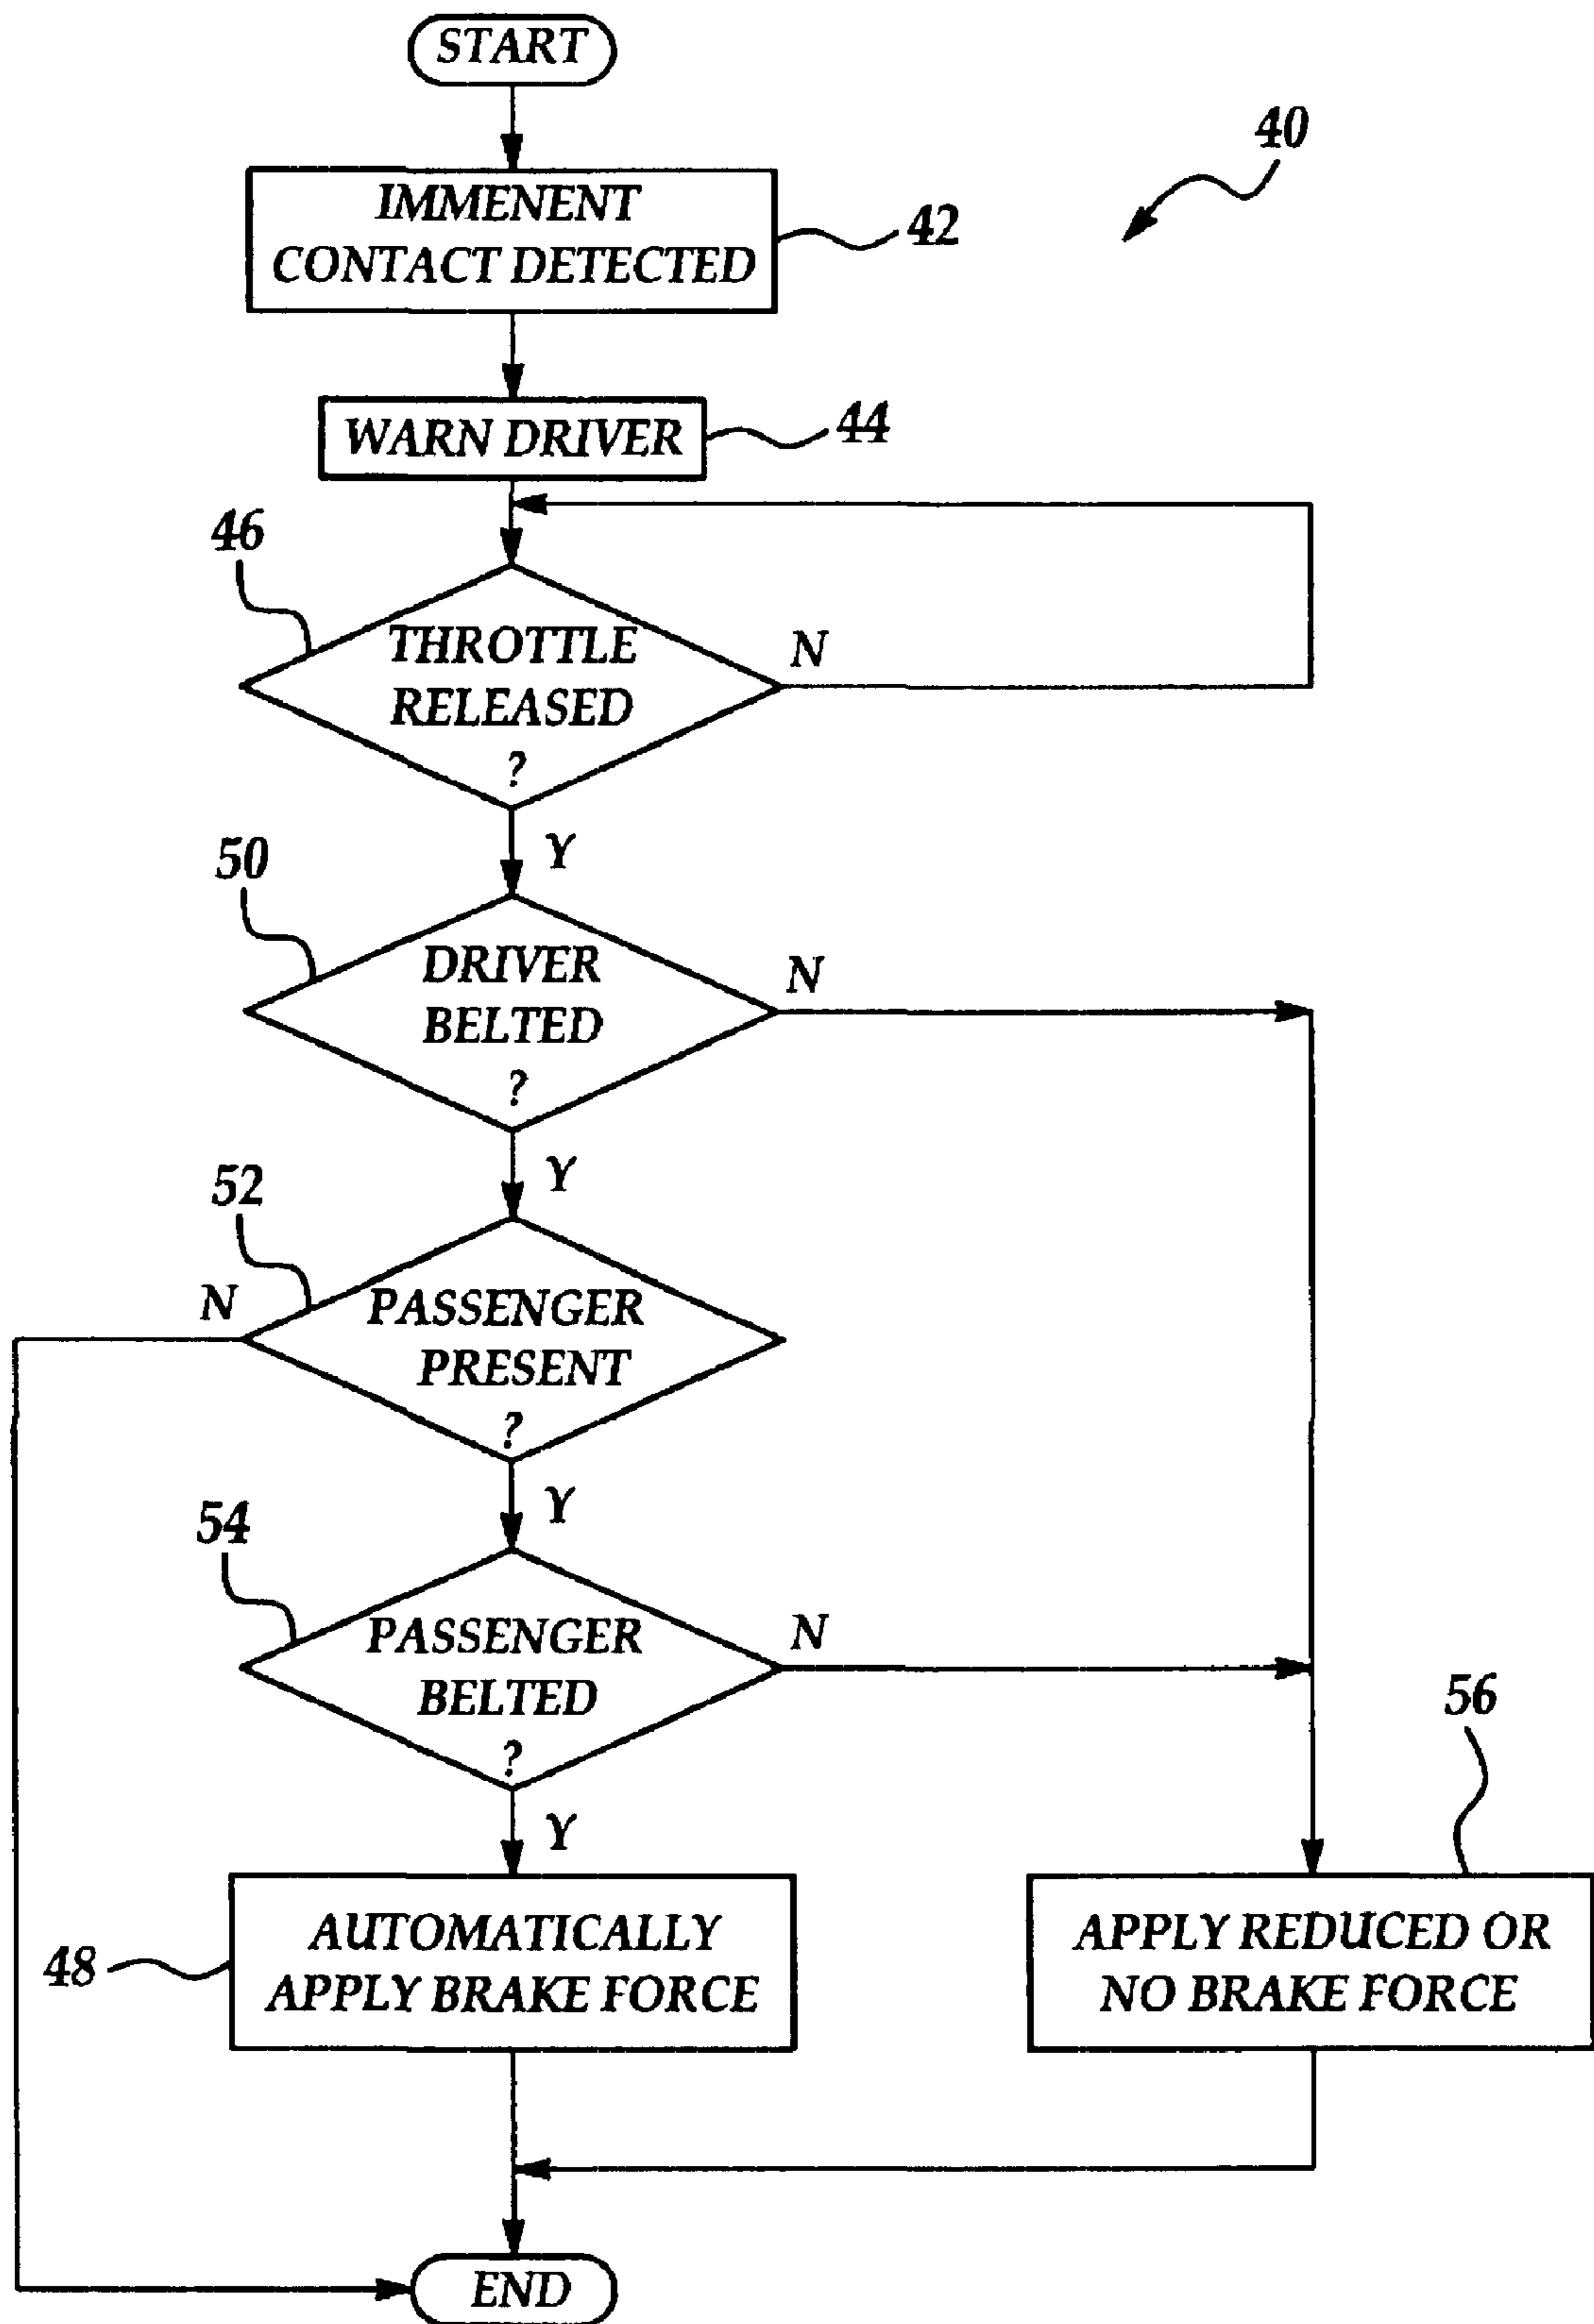 START
40
IMMENENT
CONTACT DETECTED
42
WARN DRIVER
44
46
THROTTLE
RELEASED
?
N
Y
50
DRIVER
BELTED
?
N
Y
52
N
PASSENGER
PRESENT
?
Y
54
PASSENGER
BELTED
?
N
Y
56
48
AUTOMATICALLY
APPLY BRAKE FORCE
APPLY REDUCED OR
NO BRAKE FORCE
END